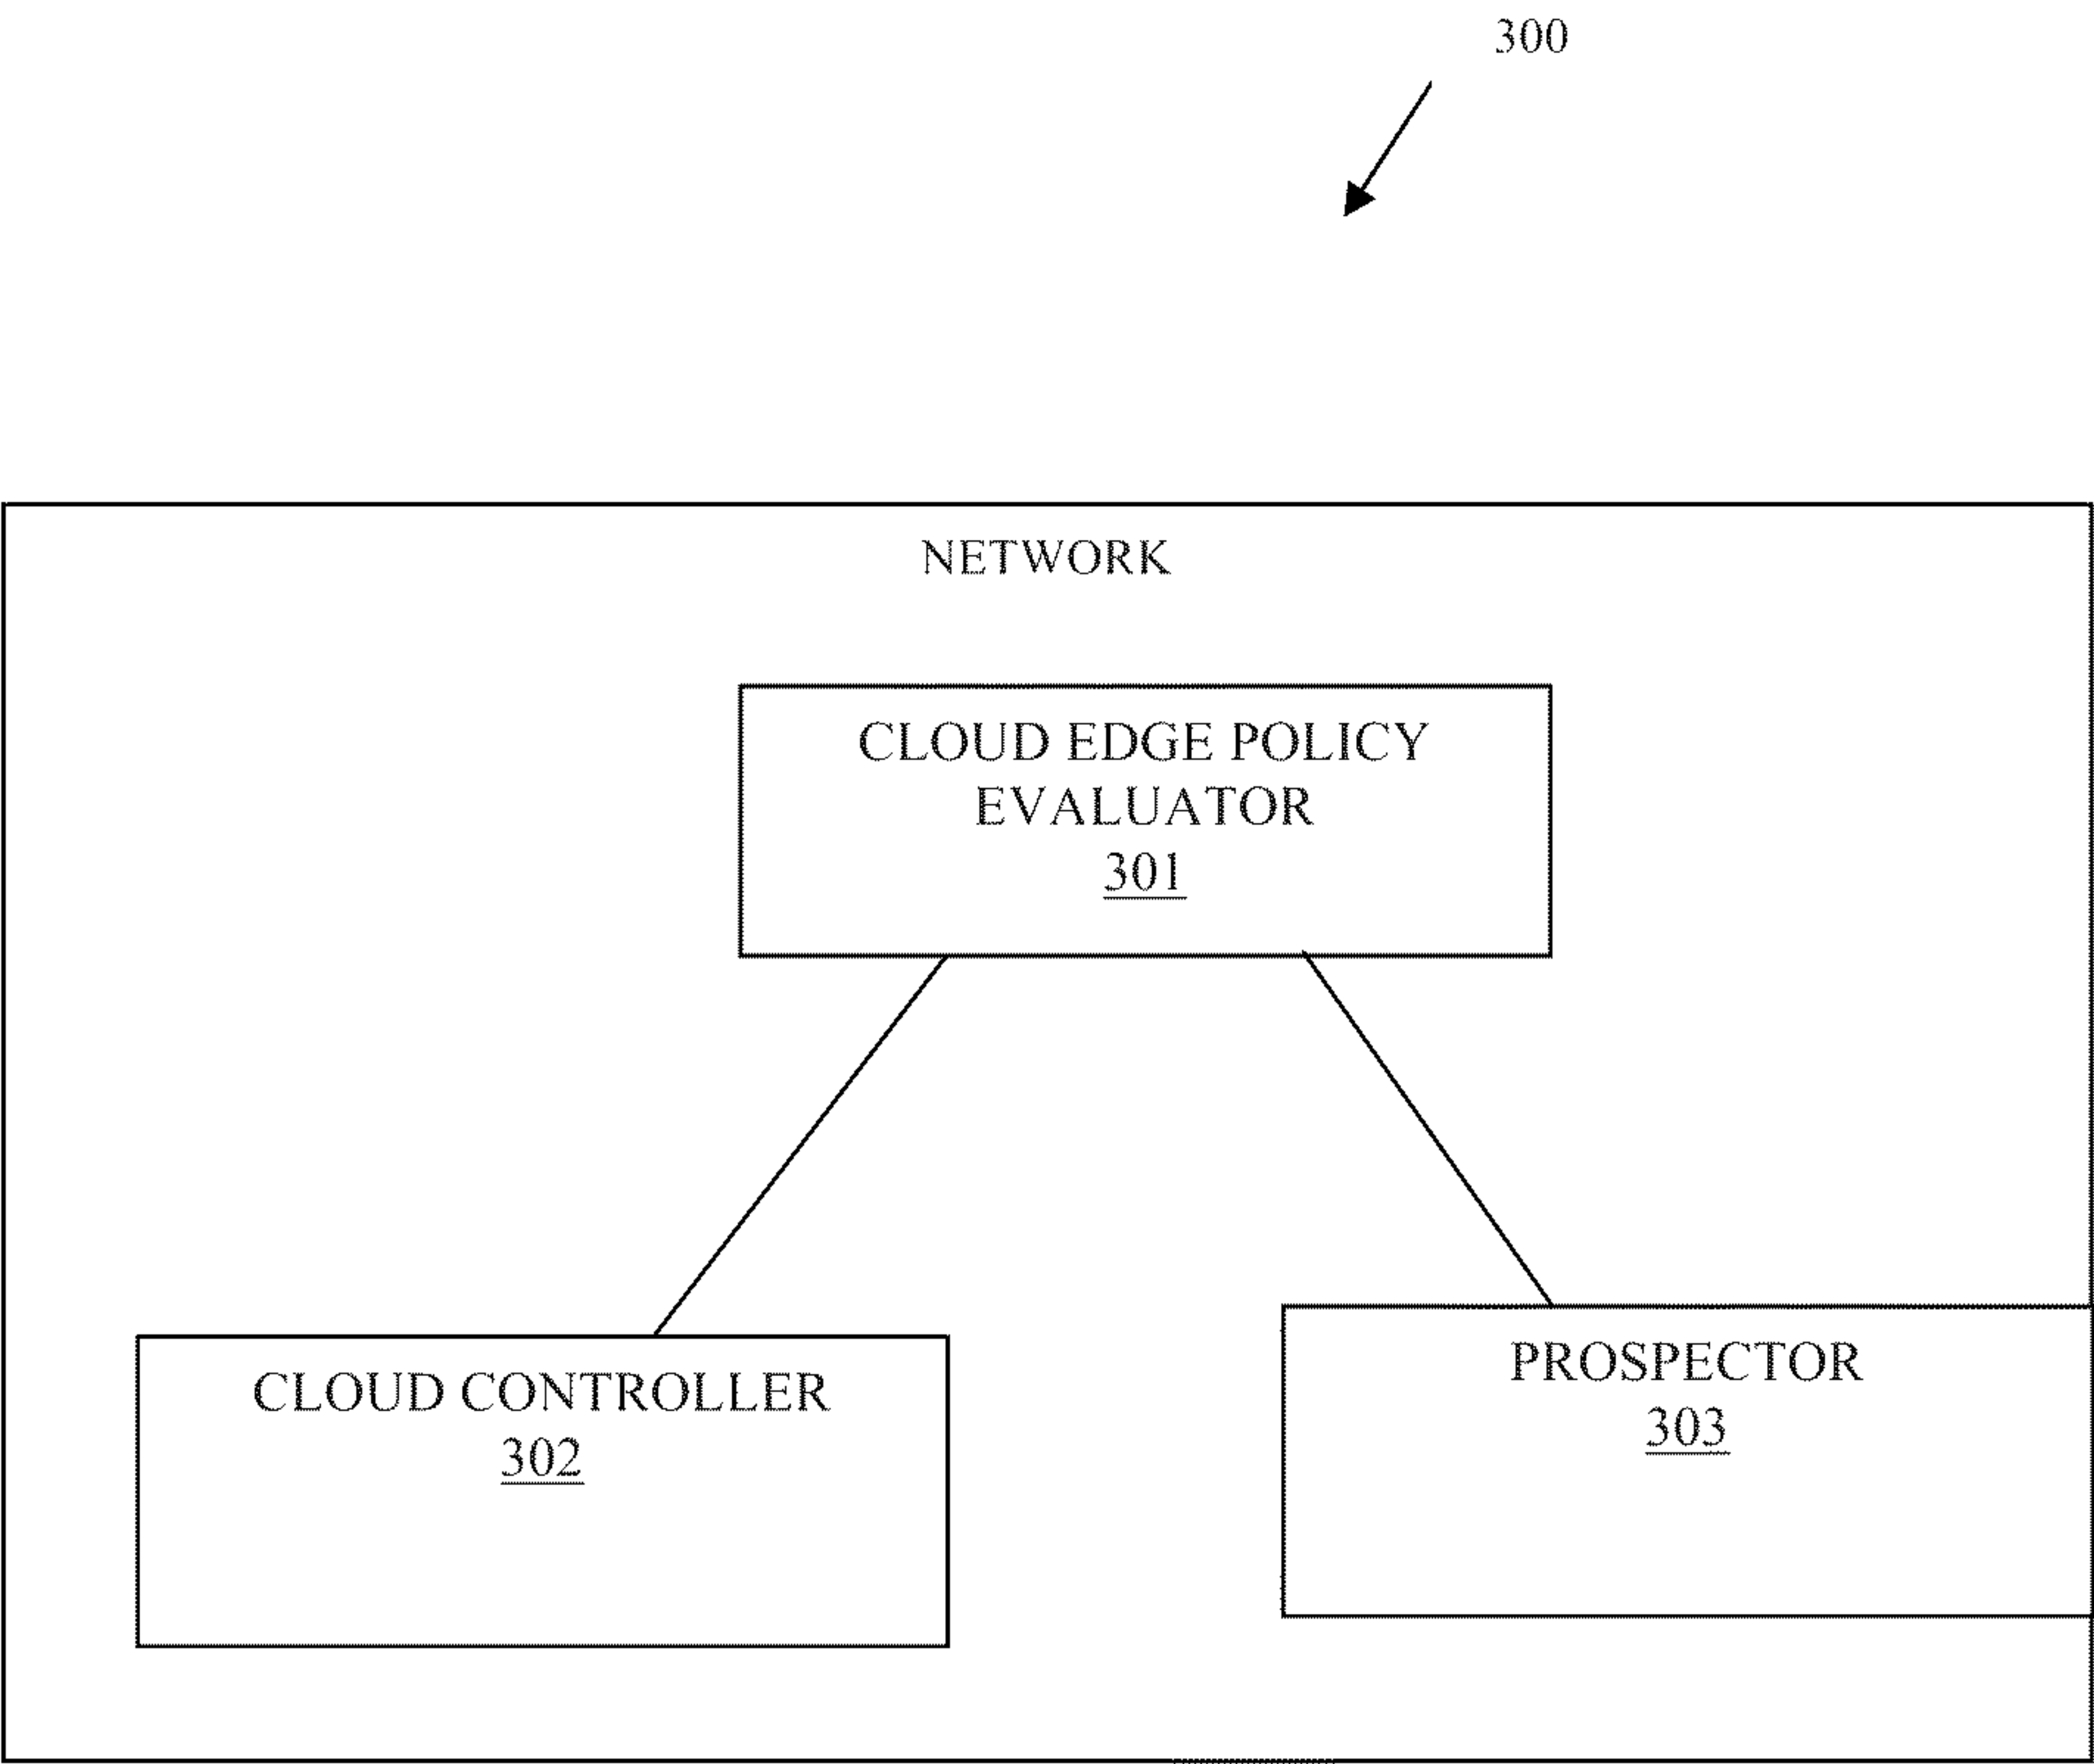 300
NETWORK
CLOUD EDGE POLICY
EVALUATOR
301
CLOUD CONTROLLER
302
PROSPECTOR
303